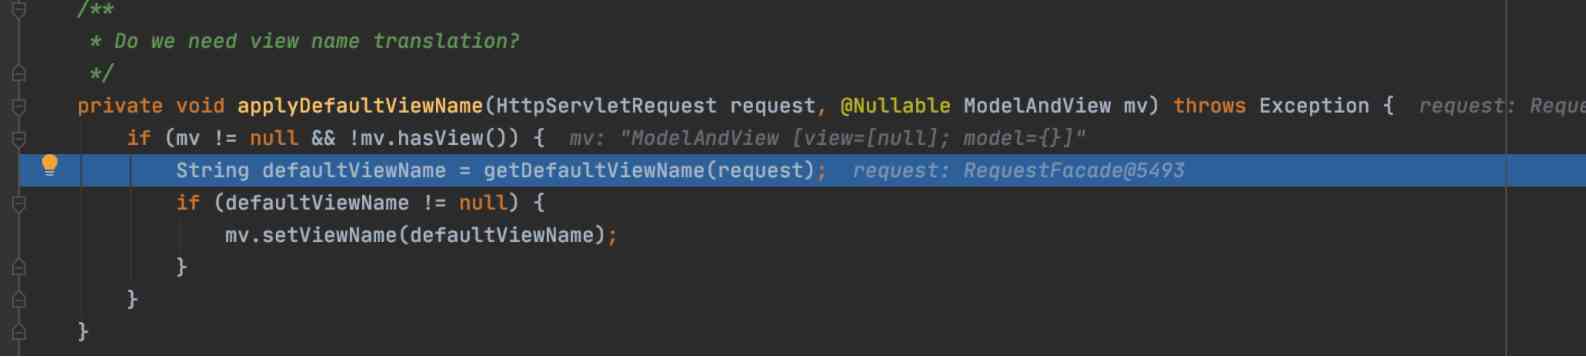 /**
* Do we need view name translation?
*/
private void applyDefaultViewName(HttpServletRequest request, @Nullable ModelAndView mv) throws Exception { request: Reque
if (mv != null && !mv.hasView()) { mv: "ModelAndView [view=[null]; model={}]"
String defaultViewName = getDefaultViewName(request); request: RequestFacade@5493
if (defaultViewName != null) {
mv.setViewName(defaultViewName);
}
}
}